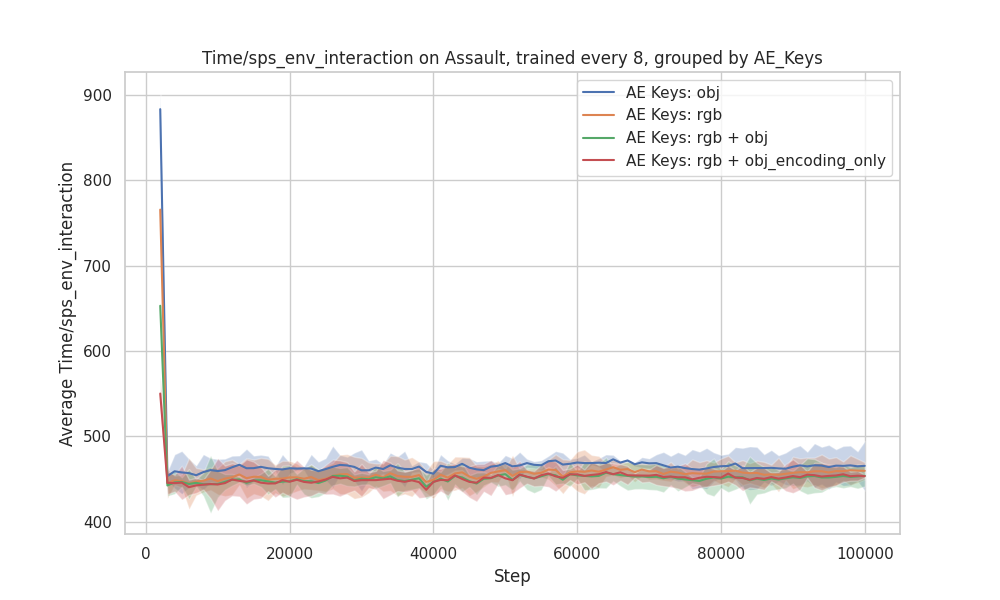 Time/sps_env_interaction on Assault, trained every 8, grouped by AE_Keys
AE Keys: obj
AE Keys: rgb
AE Keys: rgb + obj
AE Keys: rgb + obj_encoding_only
Average Time/sps_env_interaction
900
800
700
600
500
400
0 20000 40000 60000 80000 100000
Step